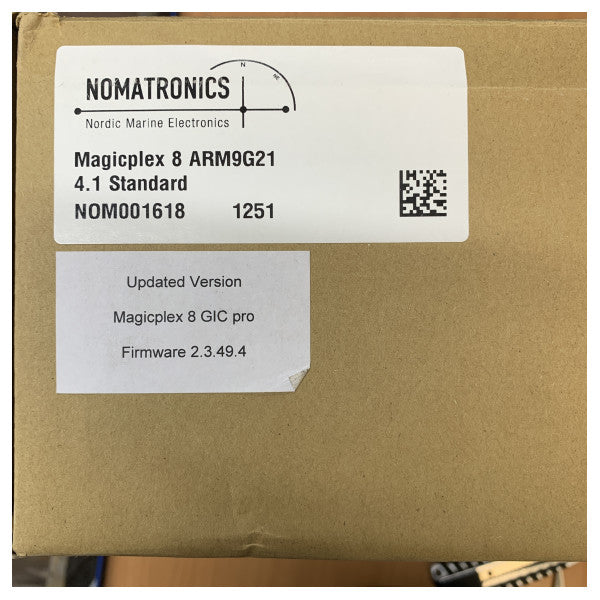 N
NE
NOMATRONICS
Nordic Marine Electronics
Magicplex 8 ARM9G21
4.1 Standard
NOM001618 1251
Updated Version
Magicplex 8 GIC pro
Firmware 2.3.49.4